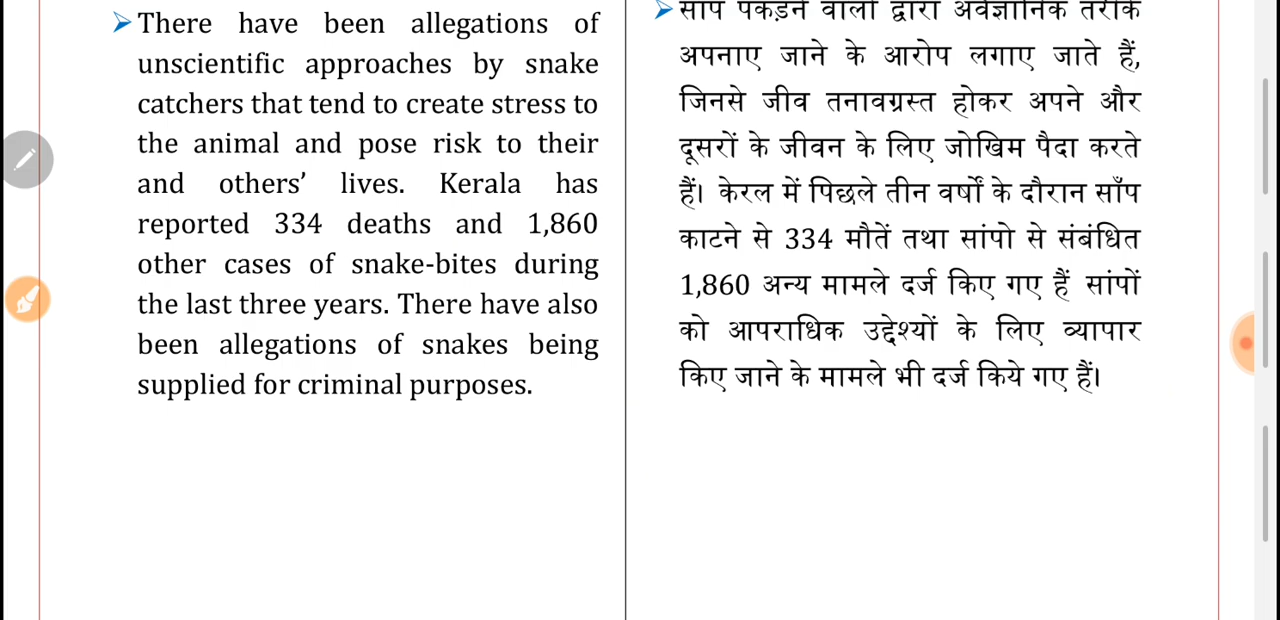 There have been allegations of
unscientific approaches by snake
catchers that tend to create stress to
the animal and pose risk to their
and others’ lives. Kerala has
reported 334 deaths and 1,860
other cases of snake-bites during
the last three years. There have also
been allegations of snakes being
supplied for criminal purposes.
साँप पकड़ने वालों द्वारा अवैज्ञानिक तरीके
अपनाए जाने के आरोप लगाए जाते हैं,
जिनसे जीव तनावग्रस्त होकर अपने और
दूसरों के जीवन के लिए जोखिम पैदा करते
हैं। केरल में पिछले तीन वर्षों के दौरान साँप
काटने से 334 मौतें तथा सांपो से संबंधित
1,860 अन्य मामले दर्ज किए गए हैं सांपों
को आपराधिक उद्देश्यों के लिए व्यापार
किए जाने के मामले भी दर्ज किये गए हैं।